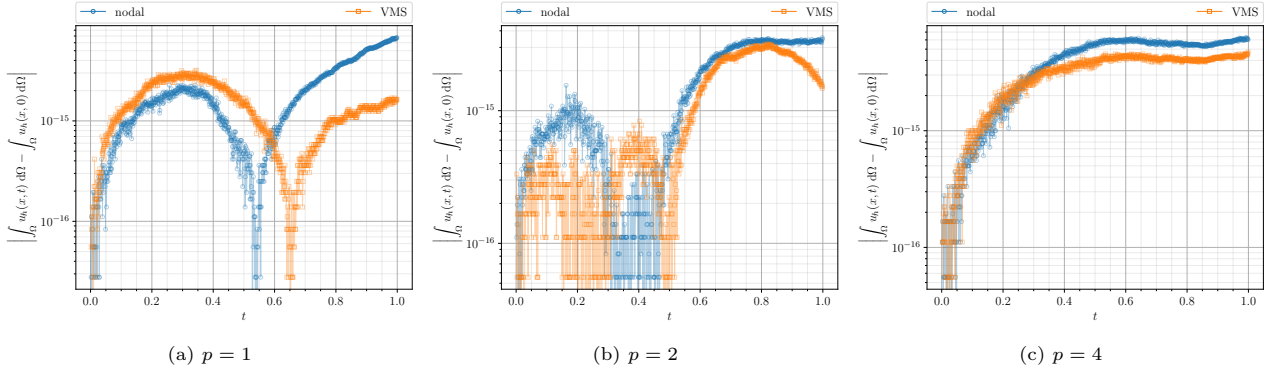 nodal VMS
10⁻¹⁵
10⁻¹⁶
|∫_Ω u_h(x, t) dΩ − ∫_Ω u_h(x, 0) dΩ|
0.0 0.2 0.4 0.6 0.8 1.0
t
(a) p = 1
nodal VMS
10⁻¹⁵
10⁻¹⁶
|∫_Ω u_h(x, t) dΩ − ∫_Ω u_h(x, 0) dΩ|
0.0 0.2 0.4 0.6 0.8 1.0
t
(b) p = 2
nodal VMS
10⁻¹⁵
10⁻¹⁶
|∫_Ω u_h(x, t) dΩ − ∫_Ω u_h(x, 0) dΩ|
0.0 0.2 0.4 0.6 0.8 1.0
t
(c) p = 4